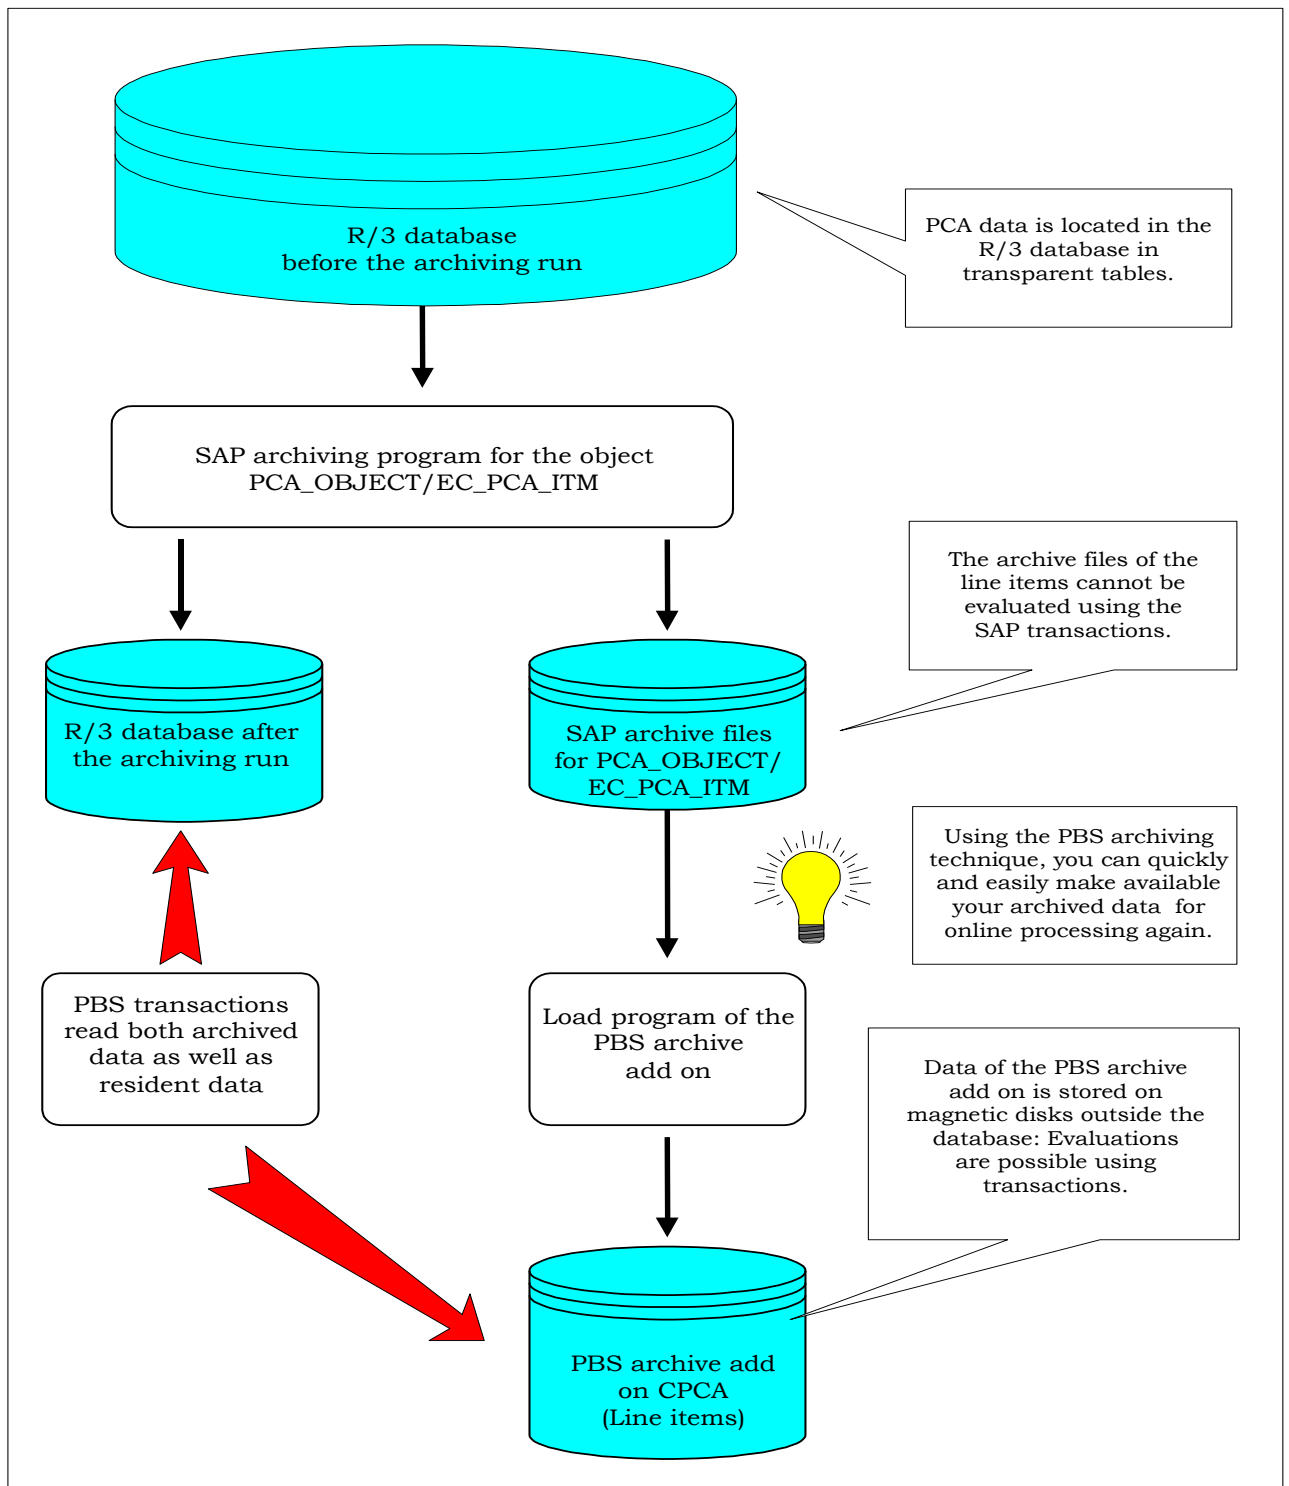 R/3 database
before the archiving run
PCA data is located in the
R/3 database in
transparent tables.
SAP archiving program for the object
PCA_OBJECT/EC_PCA_ITM
The archive files of the
line items cannot be
evaluated using the
SAP transactions.
R/3 database after
the archiving run
SAP archive files
for PCA_OBJECT/
EC_PCA_ITM
Using the PBS archiving
technique, you can quickly
and easily make available
your archived data for
online processing again.
PBS transactions
read both archived
data as well as
resident data
Load program of the
PBS archive
add on
Data of the PBS archive
add on is stored on
magnetic disks outside the
database: Evaluations
are possible using
transactions.
PBS archive add
on CPCA
(Line items)